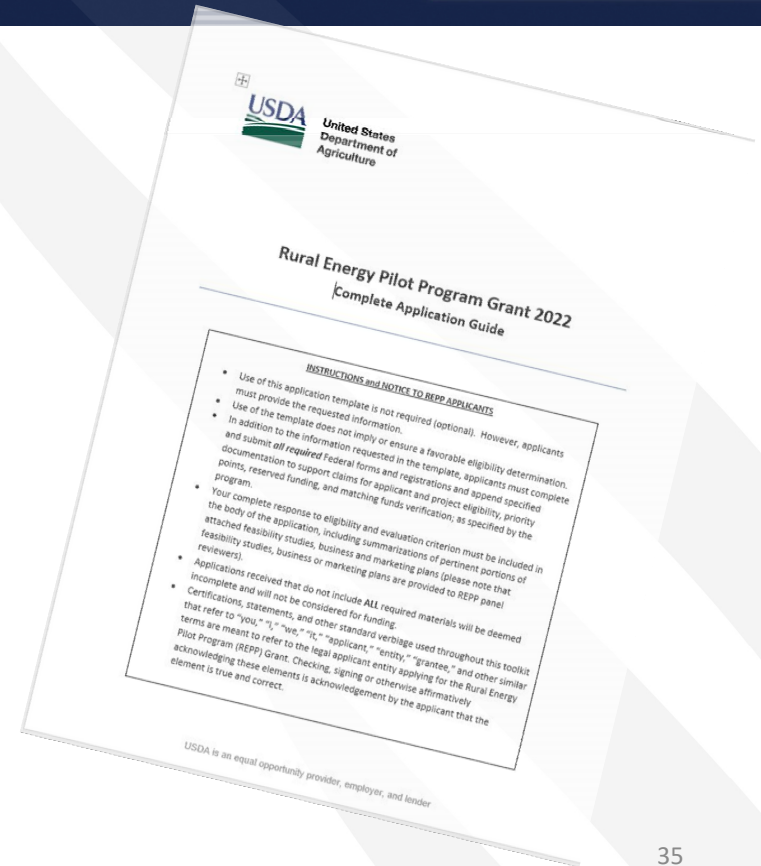 USDA
United States
Department of
Agriculture
Rural Energy Pilot Program Grant 2022
Complete Application Guide
INSTRUCTIONS and NOTICE TO REPP APPLICANTS
• Use of this application template is not required (optional). However, applicants
must provide the requested information.
• Use of the template does not imply or ensure a favorable eligibility determination.
• In addition to the information requested in the template, applicants must complete
and submit all required Federal forms and registrations and append specified
documentation to support claims for applicant and project eligibility, priority
points, reserved funding, and matching funds verification; as specified by the
program.
• Your complete response to eligibility and evaluation criterion must be included in
the body of the application, including summarizations of pertinent portions of
attached feasibility studies, business and marketing plans (please note that
feasibility studies, business or marketing plans are provided to REPP panel
reviewers).
• Applications received that do not include ALL required materials will be deemed
incomplete and will not be considered for funding.
• Certifications, statements, and other standard verbiage used throughout this toolkit
that refer to "you," "I," "we," "it," "applicant," "entity," "grantee," and other similar
terms are meant to refer to the legal applicant entity applying for the Rural Energy
Pilot Program (REPP) Grant. Checking, signing or otherwise affirmatively
acknowledging these elements is acknowledgement by the applicant that the
element is true and correct.
USDA is an equal opportunity provider, employer, and lender
35